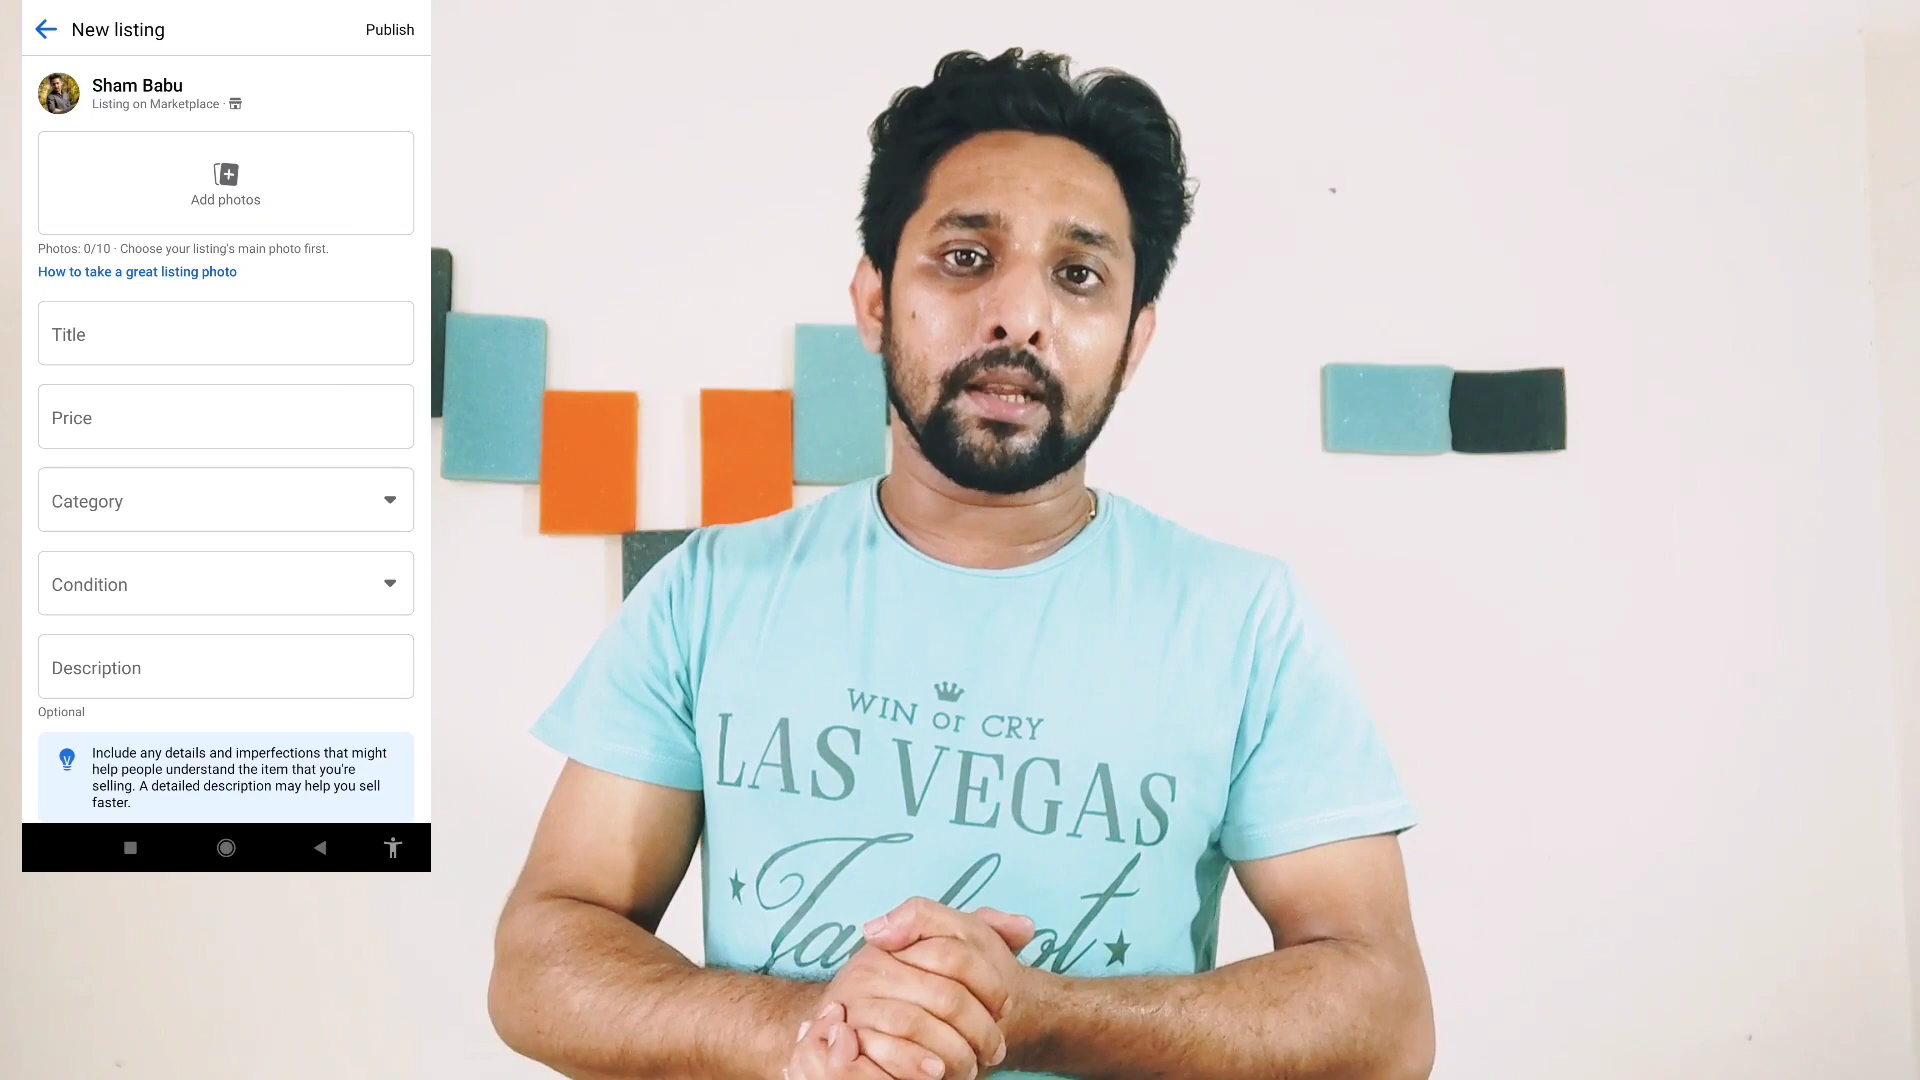 New listing
Publish
Sham Babu
Listing on Marketplace ·
Add photos
Photos: 0/10 · Choose your listing's main photo first.
How to take a great listing photo
Title
Price
Category
Condition
Description
Optional
Include any details and imperfections that might
help people understand the item that you're
selling. A detailed description may help you sell
faster.
WIN or CRY
LAS VEGAS